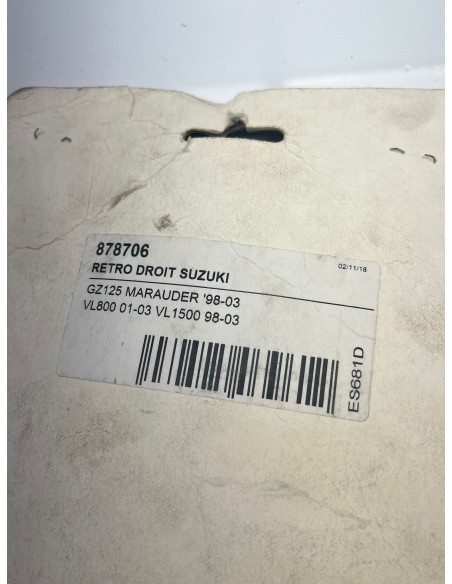 878706
02/11/18
RETRO DROIT SUZUKI
GZ125 MARAUDER '98-03
VL800 01-03 VL1500 98-03
ES681D